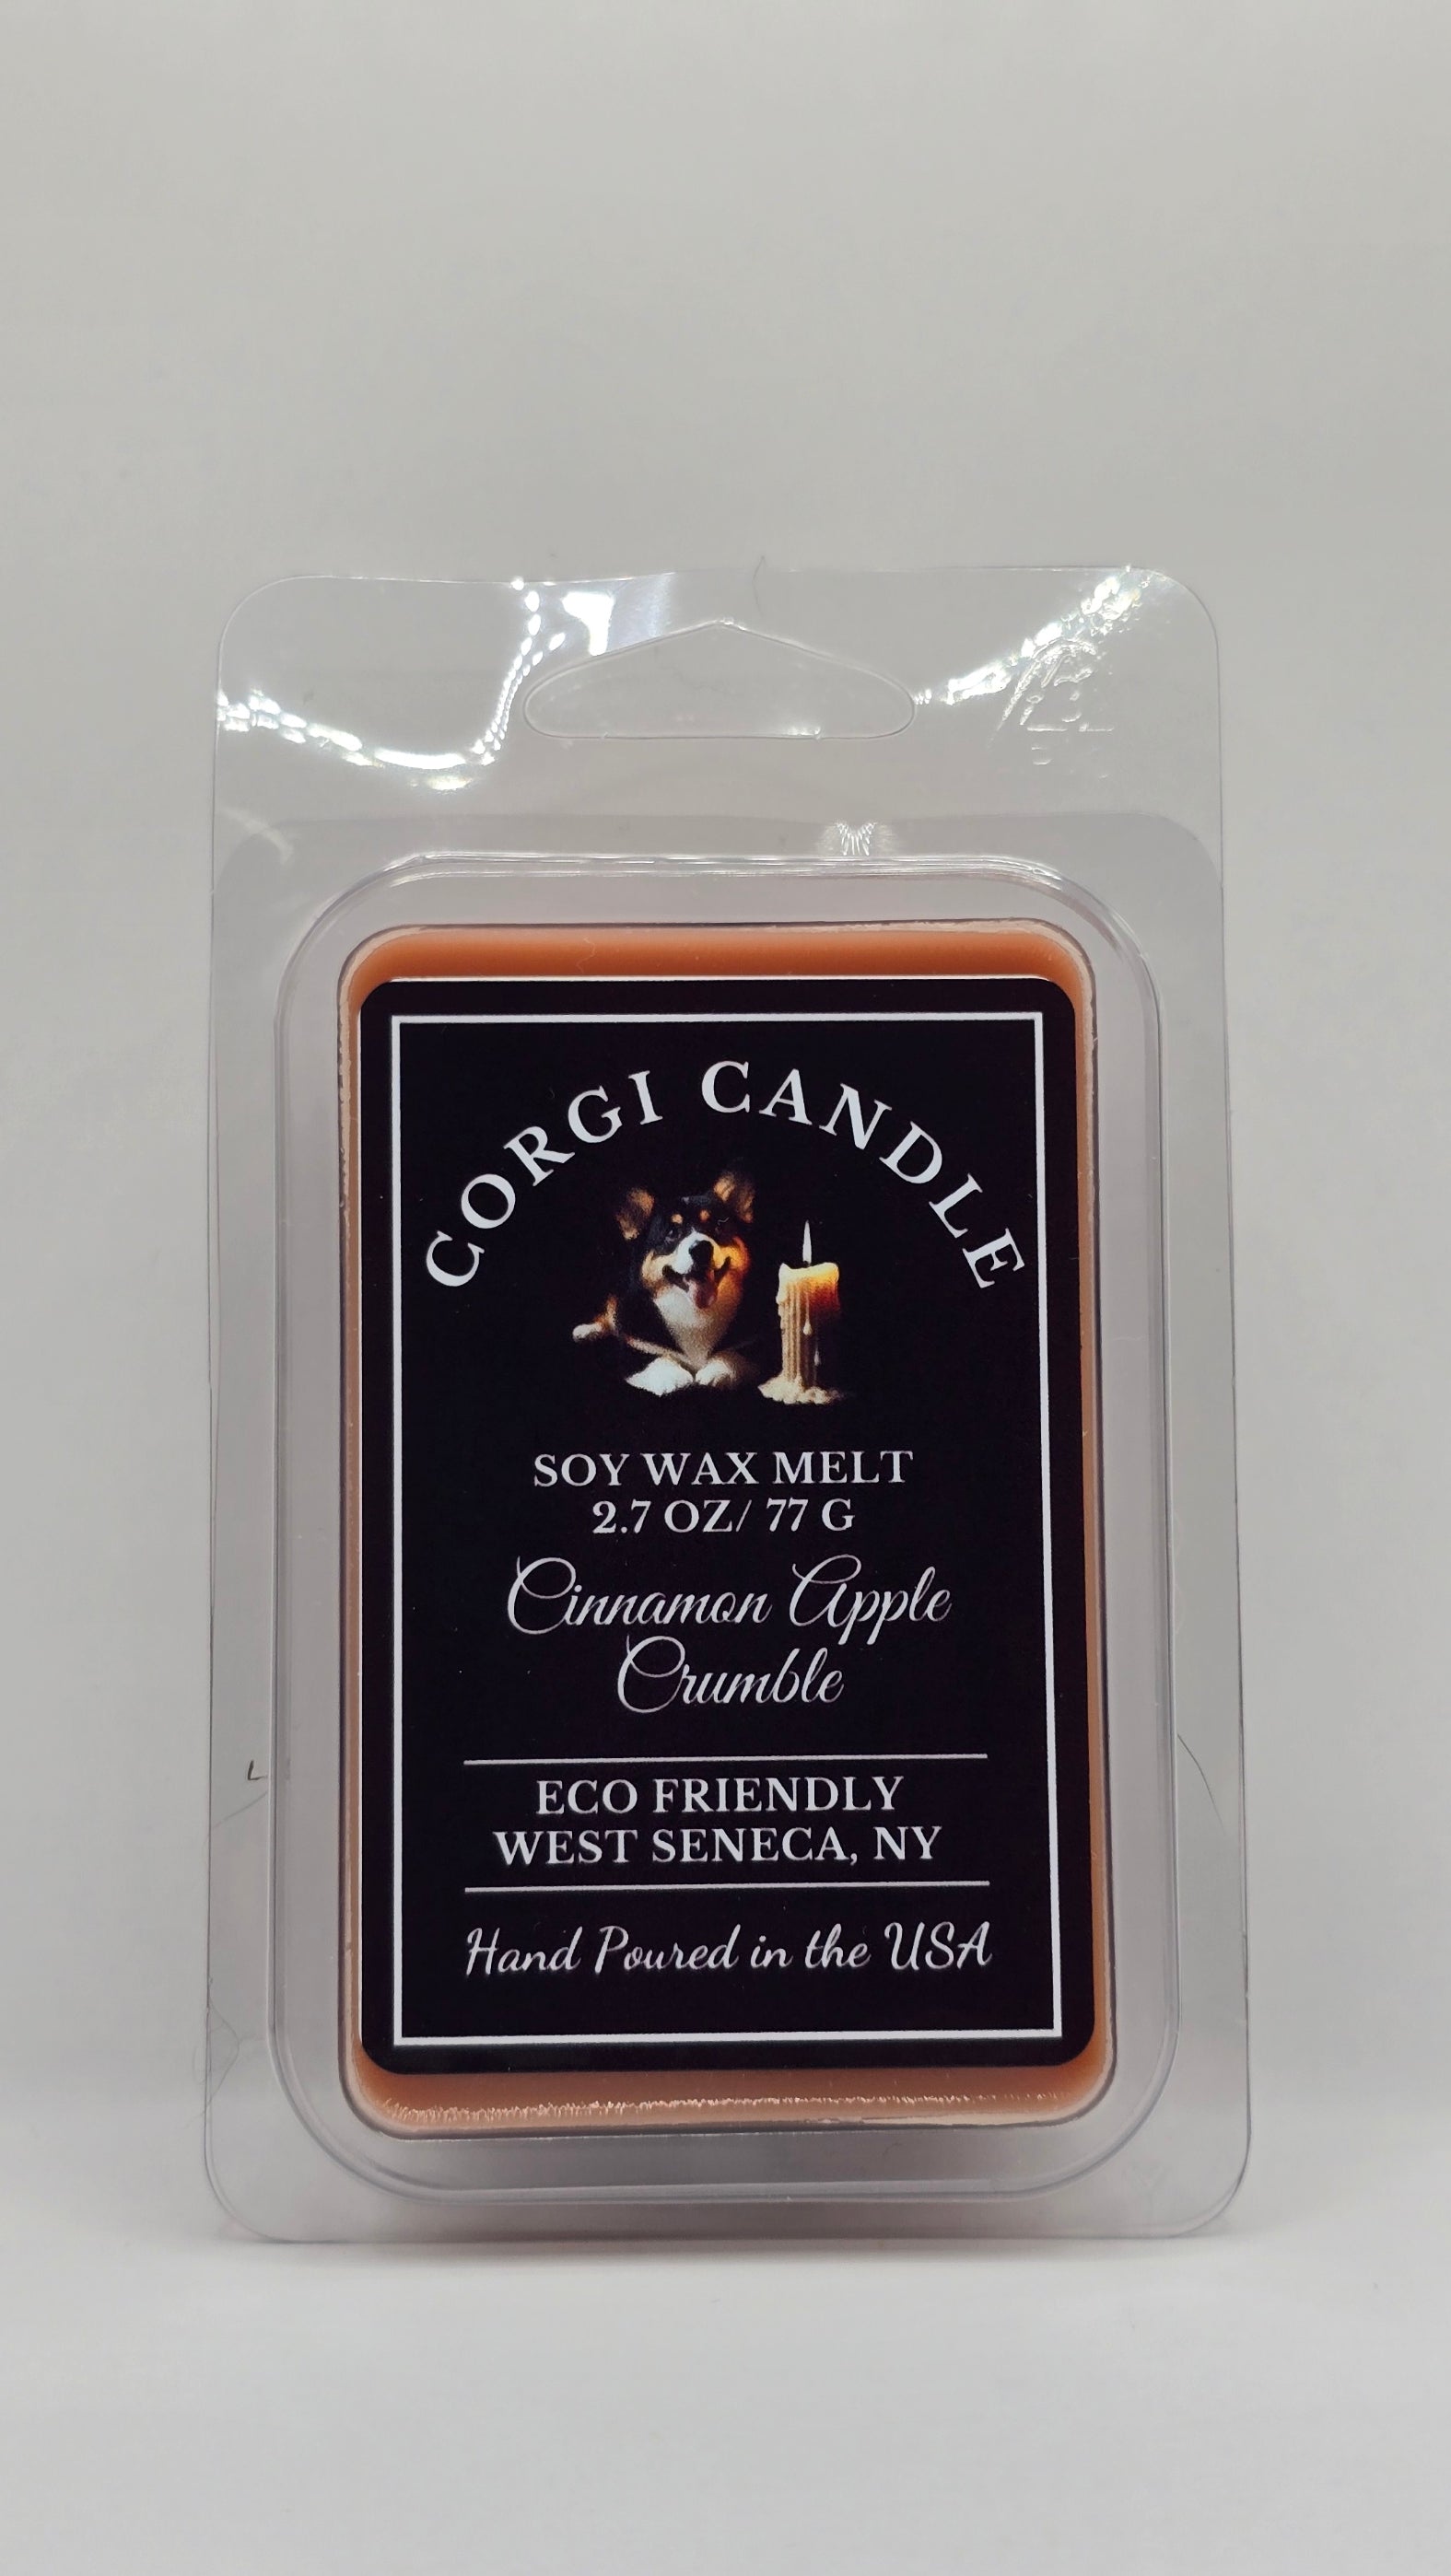 CORGI CANDLE
SOY WAX MELT
2.7 OZ/ 77 G
Cinnamon Apple
Crumble
ECO FRIENDLY
WEST SENECA, NY
Hand Poured in the USA